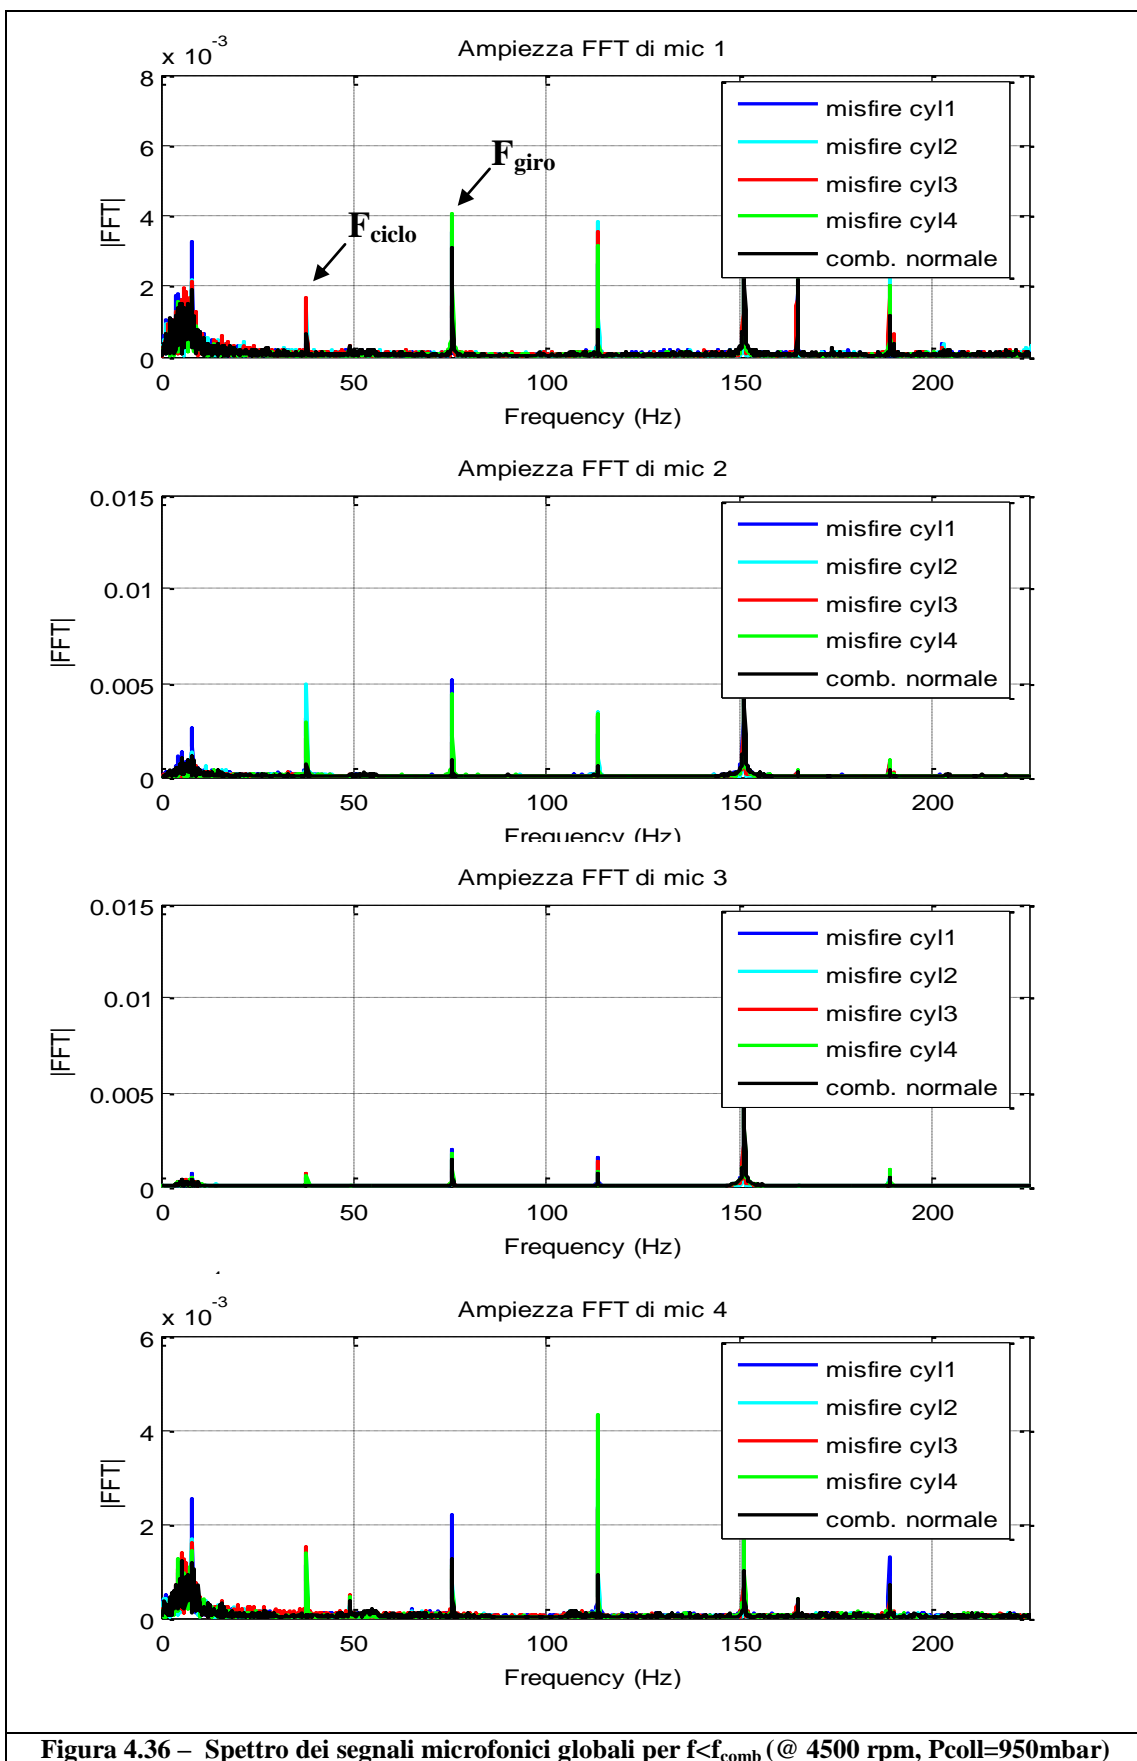 Ampiezza FFT di mic 1
x 10-3
8
6
4
2
0
|FFT|
Fgiro
Fciclo
misfire cyl1
misfire cyl2
misfire cyl3
misfire cyl4
comb. normale
0 50 100 150 200
Frequency (Hz)
Ampiezza FFT di mic 2
0.015
0.01
0.005
0
|FFT|
misfire cyl1
misfire cyl2
misfire cyl3
misfire cyl4
comb. normale
0 50 100 150 200
Frequency (Hz)
Ampiezza FFT di mic 3
0.015
0.01
0.005
0
|FFT|
misfire cyl1
misfire cyl2
misfire cyl3
misfire cyl4
comb. normale
0 50 100 150 200
Frequency (Hz)
Ampiezza FFT di mic 4
x 10-3
6
4
2
0
|FFT|
misfire cyl1
misfire cyl2
misfire cyl3
misfire cyl4
comb. normale
0 50 100 150 200
Frequency (Hz)
Figura 4.36 – Spettro dei segnali microfonici globali per f<fcomb (@ 4500 rpm, Pcoll=950mbar)